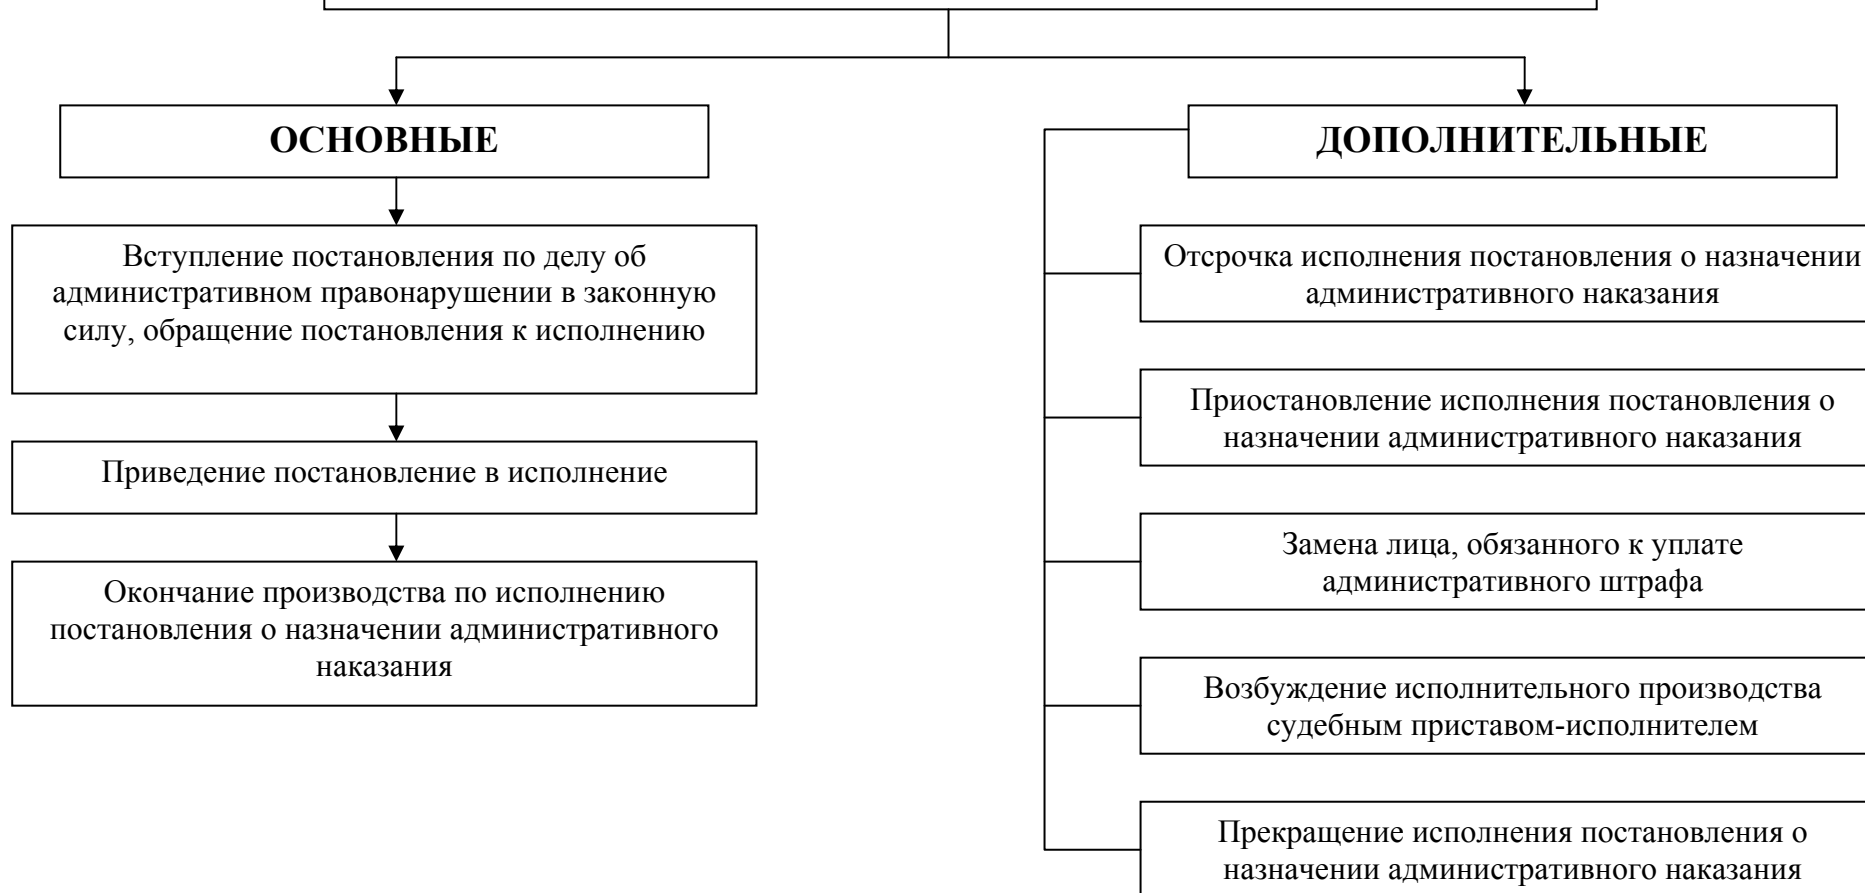 ОСНОВНЫЕ
Вступление постановления по делу об
административном правонарушении в законную
силу, обращение постановления к исполнению
Приведение постановление в исполнение
Окончание производства по исполнению
постановления о назначении административного
наказания
ДОПОЛНИТЕЛЬНЫЕ
Отсрочка исполнения постановления о назначении
административного наказания
Приостановление исполнения постановления о
назначении административного наказания
Замена лица, обязанного к уплате
административного штрафа
Возбуждение исполнительного производства
судебным приставом-исполнителем
Прекращение исполнения постановления о
назначении административного наказания